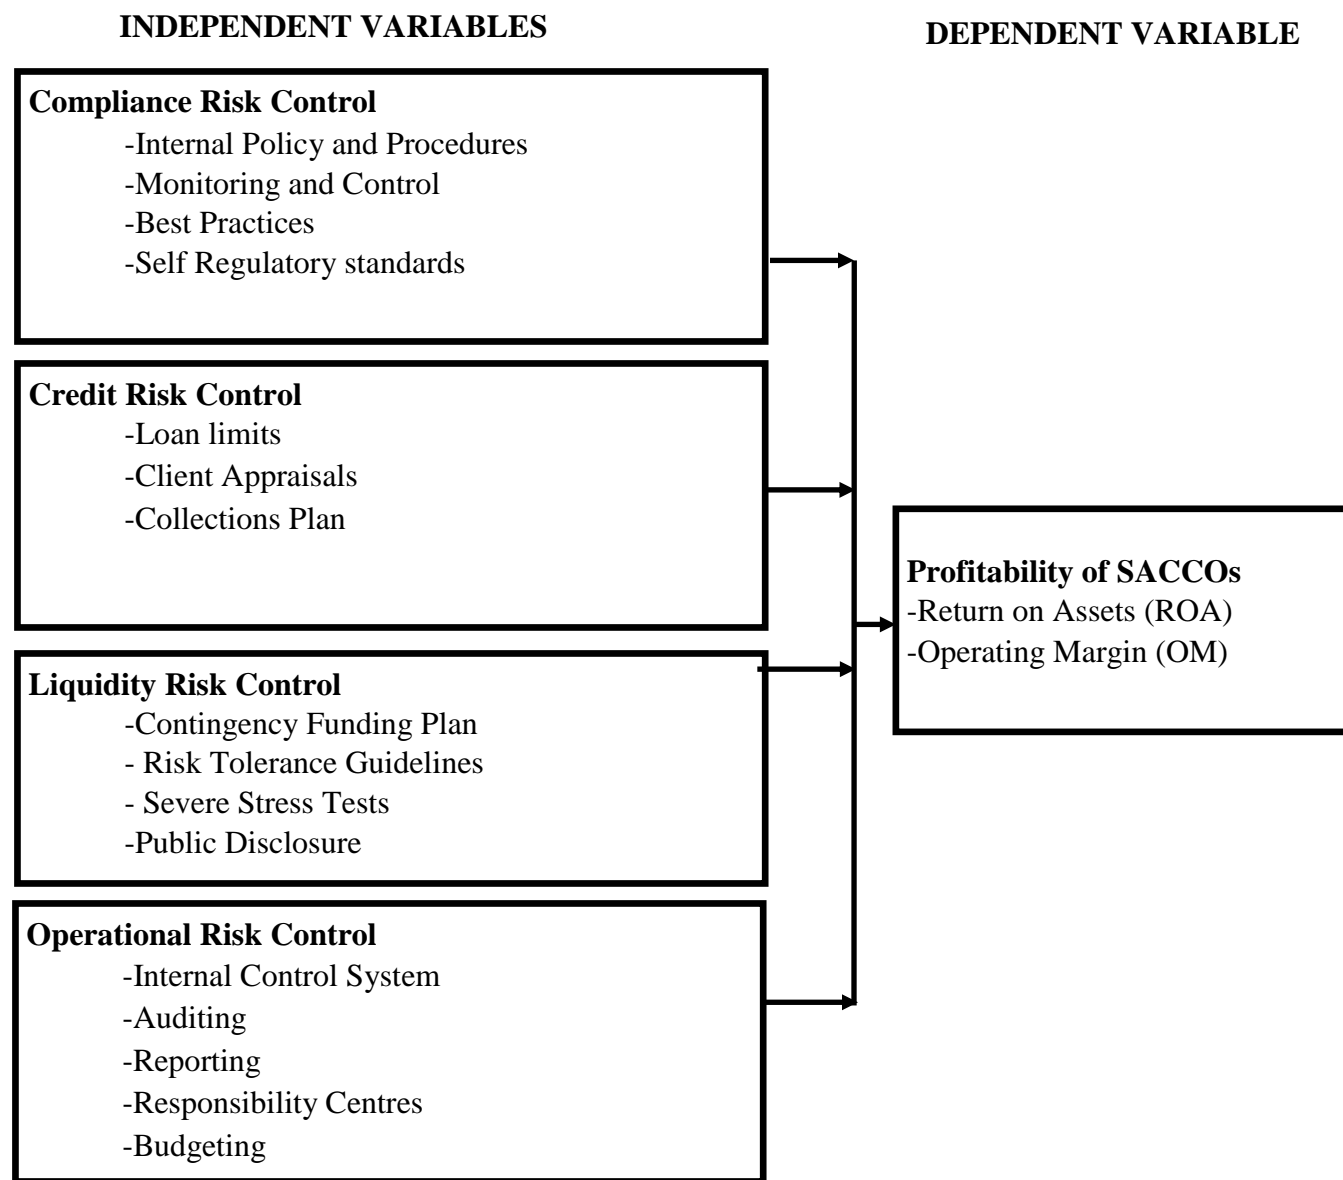 INDEPENDENT VARIABLES
DEPENDENT VARIABLE
Compliance Risk Control
-Internal Policy and Procedures
-Monitoring and Control
-Best Practices
-Self Regulatory standards
Credit Risk Control
-Loan limits
-Client Appraisals
-Collections Plan
Liquidity Risk Control
-Contingency Funding Plan
- Risk Tolerance Guidelines
- Severe Stress Tests
-Public Disclosure
Operational Risk Control
-Internal Control System
-Auditing
-Reporting
-Responsibility Centres
-Budgeting
Profitability of SACCOs
-Return on Assets (ROA)
-Operating Margin (OM)